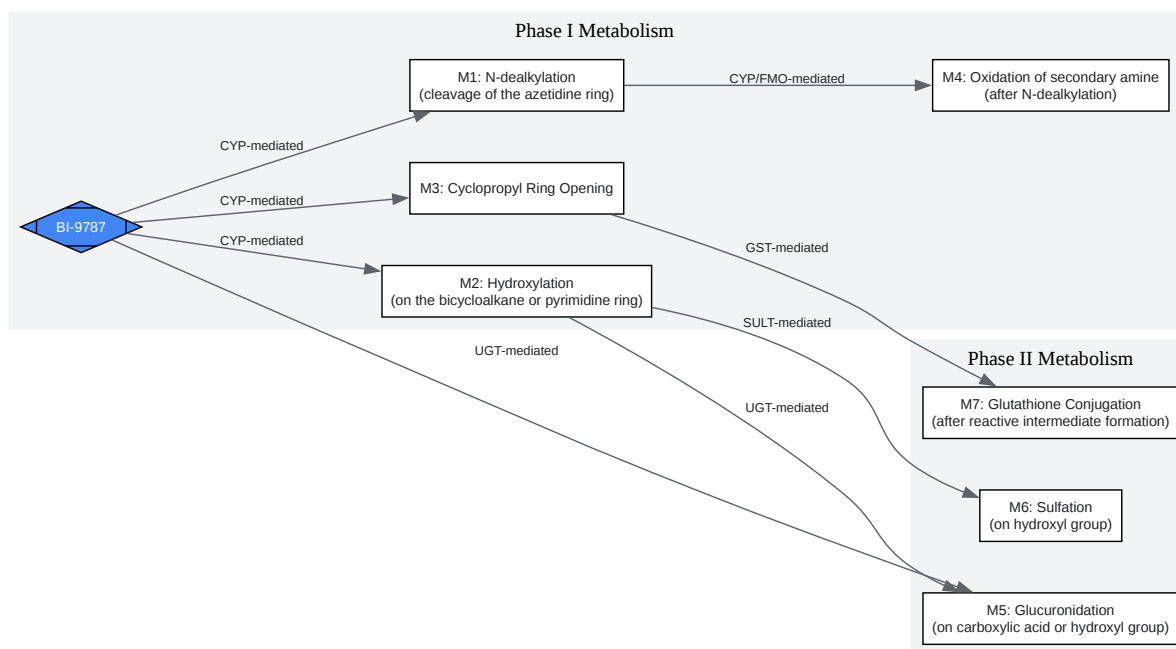 Phase I Metabolism
M1: N-dealkylation
(cleavage of the azetidine ring)
CYP/FMO-mediated
M4: Oxidation of secondary amine
(after N-dealkylation)
CYP-mediated
M3: Cyclopropyl Ring Opening
CYP-mediated
BI-9787
CYP-mediated
GST-mediated
M2: Hydroxylation
(on the bicycloalkane or pyrimidine ring)
SULT-mediated
UGT-mediated
Phase II Metabolism
M7: Glutathione Conjugation
(after reactive intermediate formation)
UGT-mediated
M6: Sulfation
(on hydroxyl group)
M5: Glucuronidation
(on carboxylic acid or hydroxyl group)